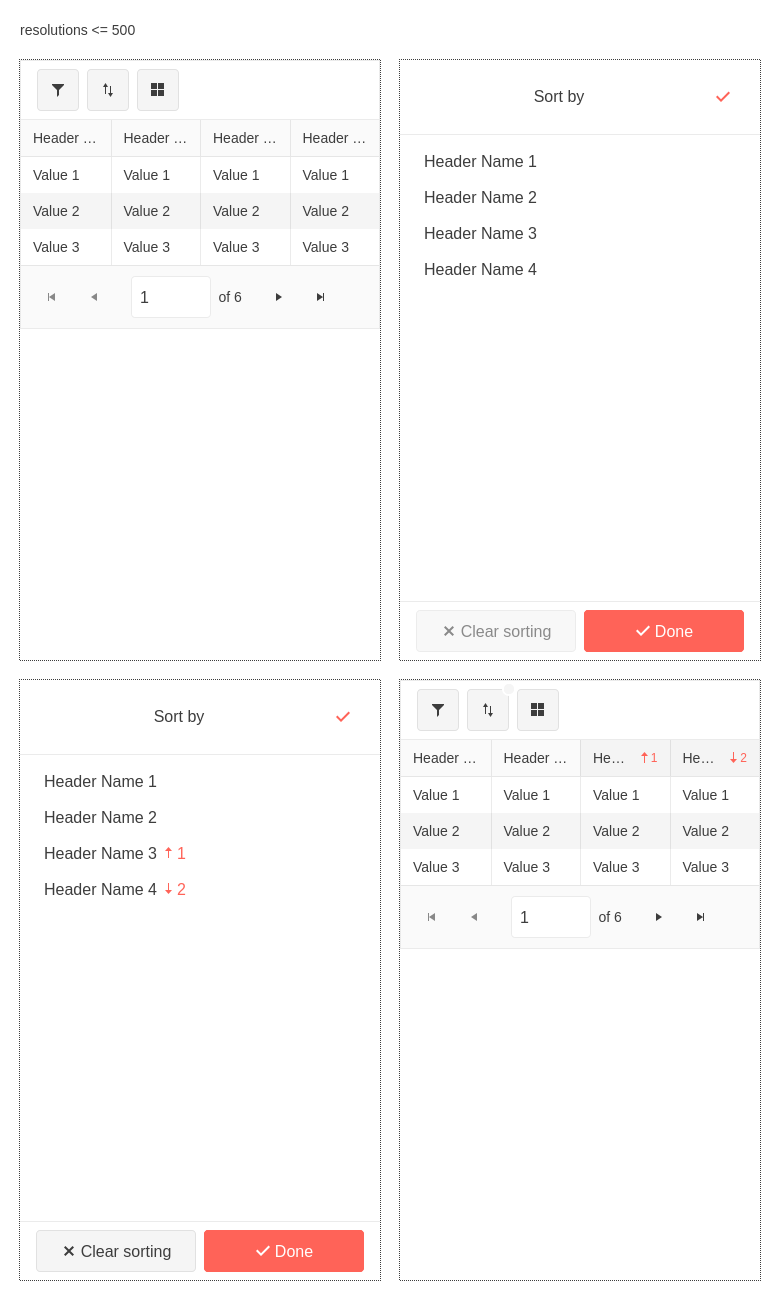 resolutions <= 500
Header ... Header ... Header ... Header ...
Value 1 Value 1 Value 1 Value 1
Value 2 Value 2 Value 2 Value 2
Value 3 Value 3 Value 3 Value 3
1 of 6
Sort by
Header Name 1
Header Name 2
Header Name 3
Header Name 4
Clear sorting Done
Sort by
Header Name 1
Header Name 2
Header Name 3 1
Header Name 4 2
Clear sorting Done
Header ... Header ... He... 1 He... 2
Value 1 Value 1 Value 1 Value 1
Value 2 Value 2 Value 2 Value 2
Value 3 Value 3 Value 3 Value 3
1 of 6